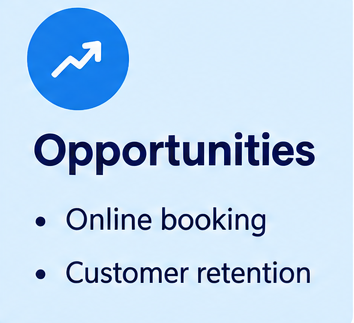 Opportunities
• Online booking
• Customer retention